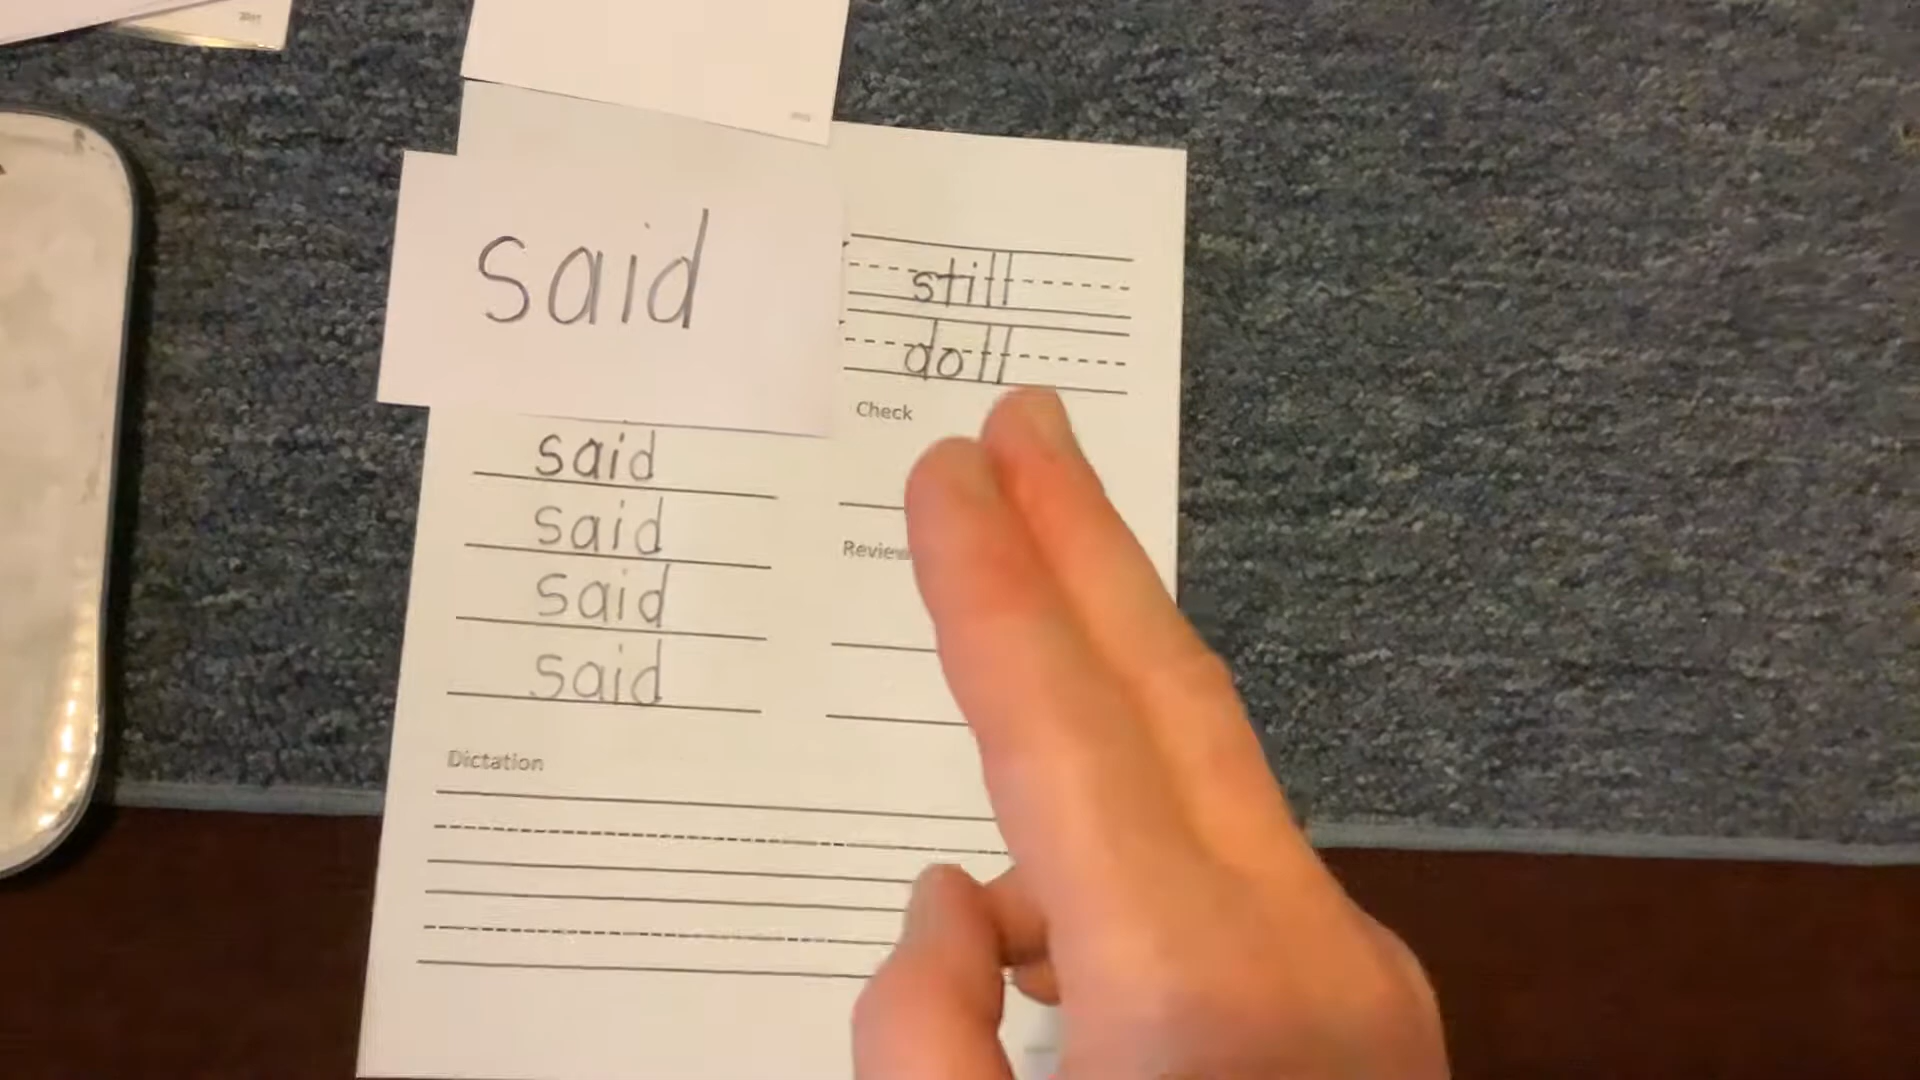 said
still
doll
Check
said
said
Review
said
said
Dictation